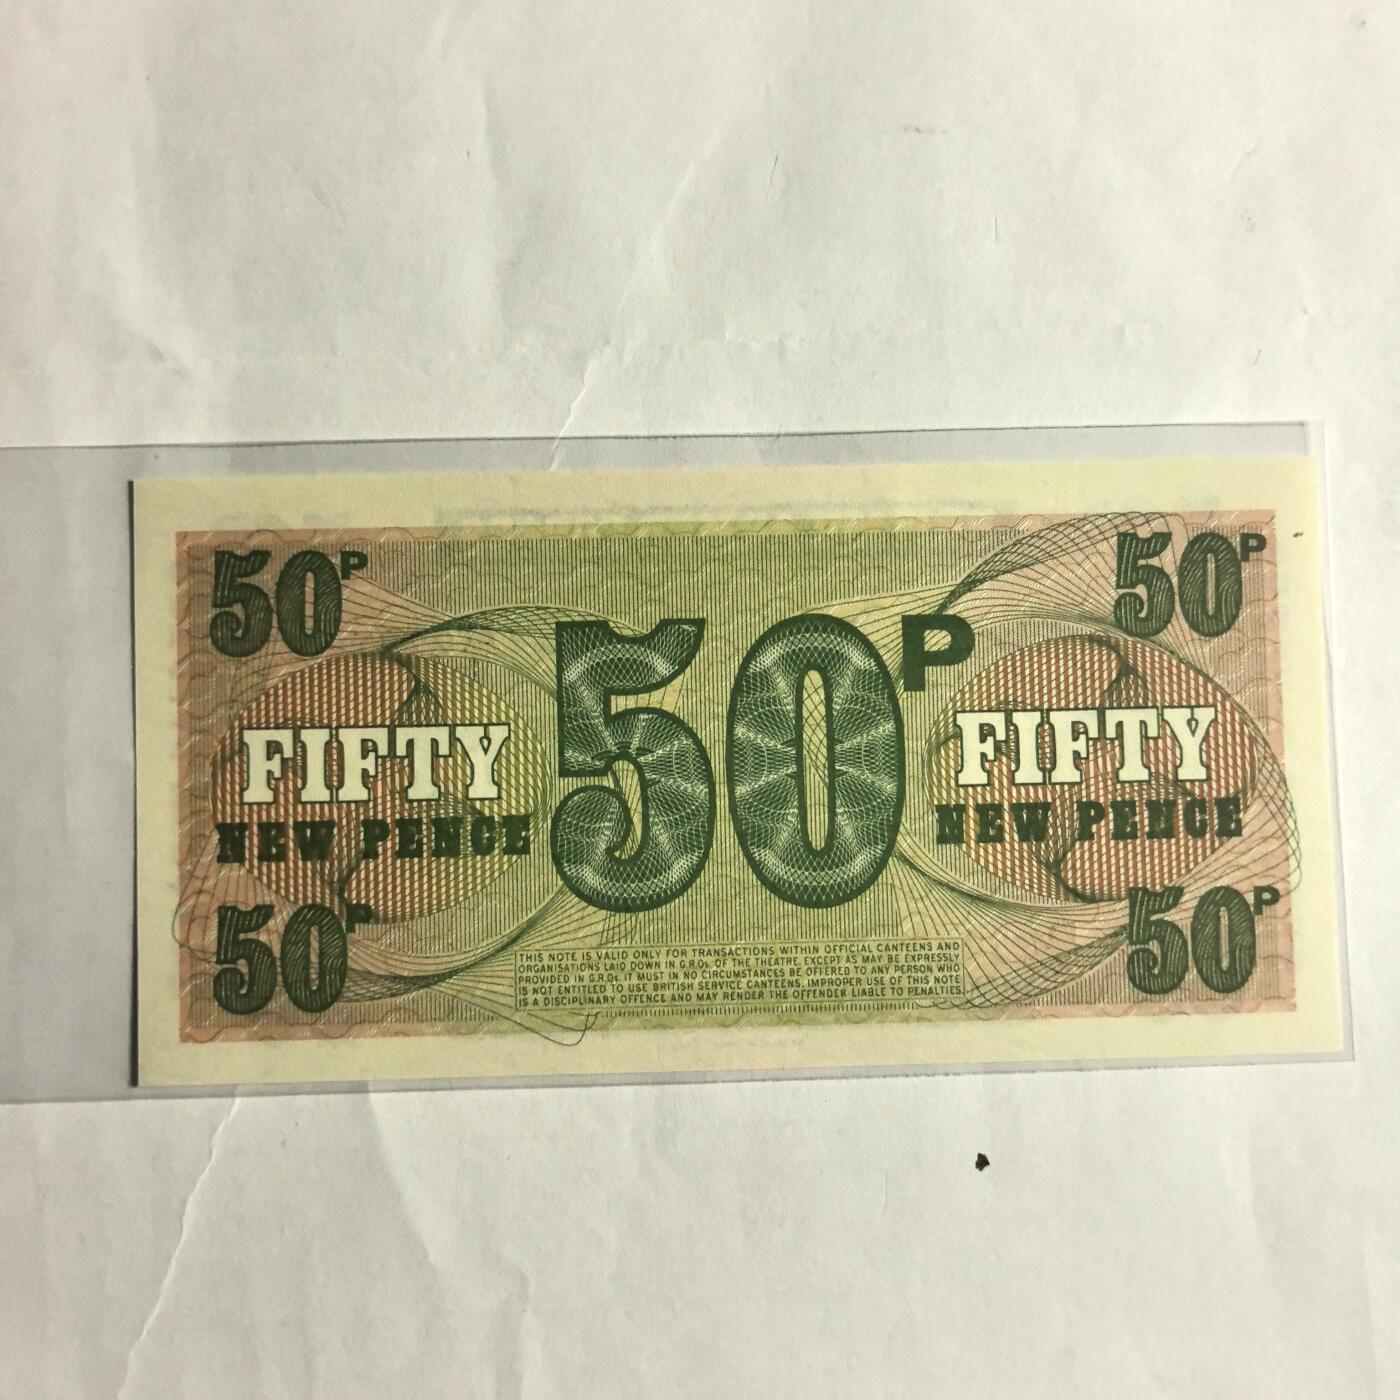 50P
50P
50P
FIFTY
NEW PENCE
FIFTY
NEW PENCE
50P
50P
THIS NOTE IS VALID ONLY FOR TRANSACTIONS WITHIN OFFICIAL CANTEENS AND
ORGANISATIONS LAID DOWN IN G.R.Os. OF THE THEATRE. EXCEPT AS MAY BE EXPRESSLY
PROVIDED IN G.R.Os. IT MUST IN NO CIRCUMSTANCES BE OFFERED TO ANY PERSON WHO
IS NOT ENTITLED TO USE BRITISH SERVICE CANTEENS. IMPROPER USE OF THIS NOTE
IS A DISCIPLINARY OFFENCE AND MAY RENDER THE OFFENDER LIABLE TO PENALTIES.